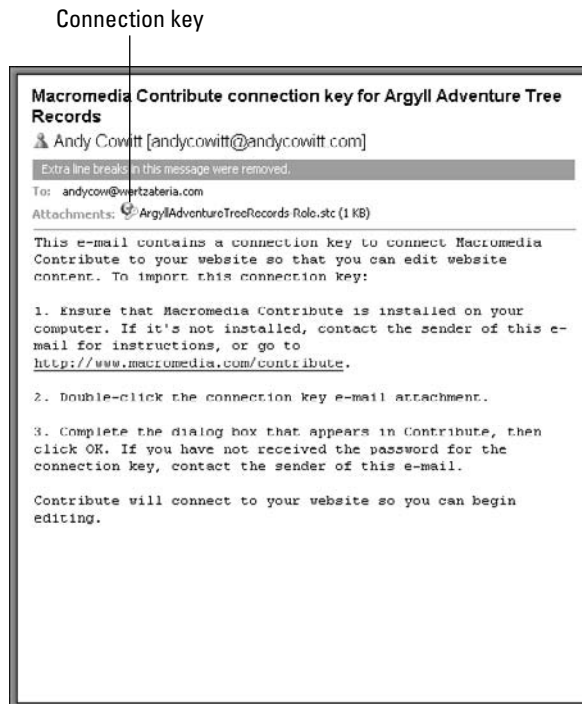 Connection key
Macromedia Contribute connection key for Argyll Adventure Tree
Records
Andy Cowitt [andycowitt@andycowitt.com]
Extra line breaks in this message were removed.
To: andycow@wertzateria.com
Attachments: ArgyllAdventureTreeRecords-Role.stc (1 KB)
This e-mail contains a connection key to connect Macromedia
Contribute to your website so that you can edit website
content. To import this connection key:
1. Ensure that Macromedia Contribute is installed on your
computer. If it's not installed, contact the sender of this e-
mail for instructions, or go to
http://www.macromedia.com/contribute.
2. Double-click the connection key e-mail attachment.
3. Complete the dialog box that appears in Contribute, then
click OK. If you have not received the password for the
connection key, contact the sender of this e-mail.
Contribute will connect to your website so you can begin
editing.